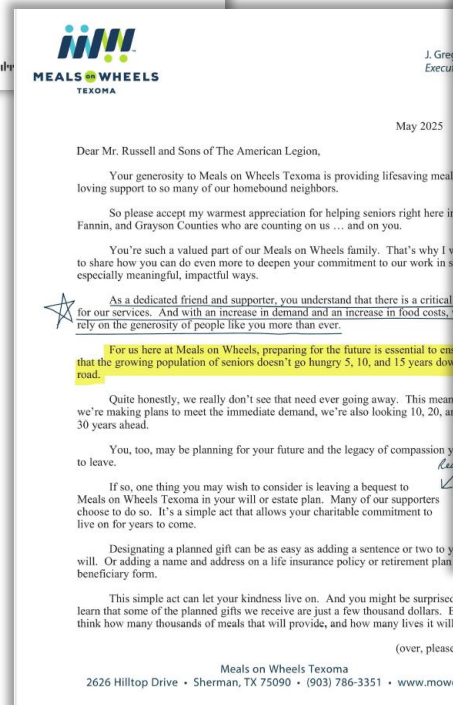 MEALS on WHEELS
TEXOMA
May 2025
Dear Mr. Russell and Sons of The American Legion,
Your generosity to Meals on Wheels Texoma is providing lifesaving
loving support to so many of our homebound neighbors.
So please accept my warmest appreciation for helping seniors right here
Fannin, and Grayson Counties who are counting on us … and on you.
You're such a valued part of our Meals on Wheels family. That's why I
to share how you can do even more to deepen your commitment to our work in
especially meaningful, impactful ways.
As a dedicated friend and supporter, you understand that there is a critical
for our services. And with an increase in demand and an increase in food costs,
rely on the generosity of people like you more than ever.
For us here at Meals on Wheels, preparing for the future is essential to
that the growing population of seniors doesn't go hungry 5, 10, and 15 years
road.
Quite honestly, we really don't see that need ever going away. This
we're making plans to meet the immediate demand, we're also looking 10, 20,
30 years ahead.
You, too, may be planning for your future and the legacy of compassion
to leave.
If so, one thing you may wish to consider is leaving a bequest to
Meals on Wheels Texoma in your will or estate plan. Many of our supporters
choose to do so. It's a simple act that allows your charitable commitment to
live on for years to come.
Designating a planned gift can be as easy as adding a sentence or two to
will. Or adding a name and address on a life insurance policy or retirement plan
beneficiary form.
This simple act can let your kindness live on. And you might be
learn that some of the planned gifts we receive are just a few thousand dollars.
think how many thousands of meals that will provide, and how many lives it
(over,
Meals on Wheels Texoma
2626 Hilltop Drive • Sherman, TX 75090 • (903) 786-3351 •